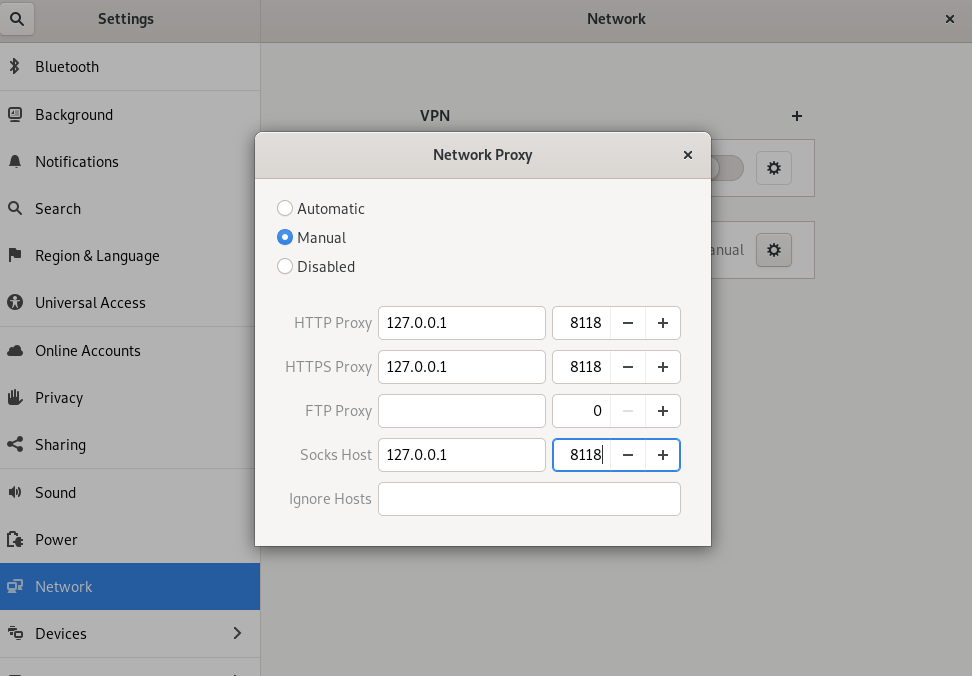 Settings
Network
Bluetooth
Background
Notifications
Search
Region & Language
Universal Access
Online Accounts
Privacy
Sharing
Sound
Power
Network
Devices
VPN
anual
Network Proxy
Automatic
Manual
Disabled
HTTP Proxy 127.0.0.1 8118
HTTPS Proxy 127.0.0.1 8118
FTP Proxy 0
Socks Host 127.0.0.1 8118
Ignore Hosts